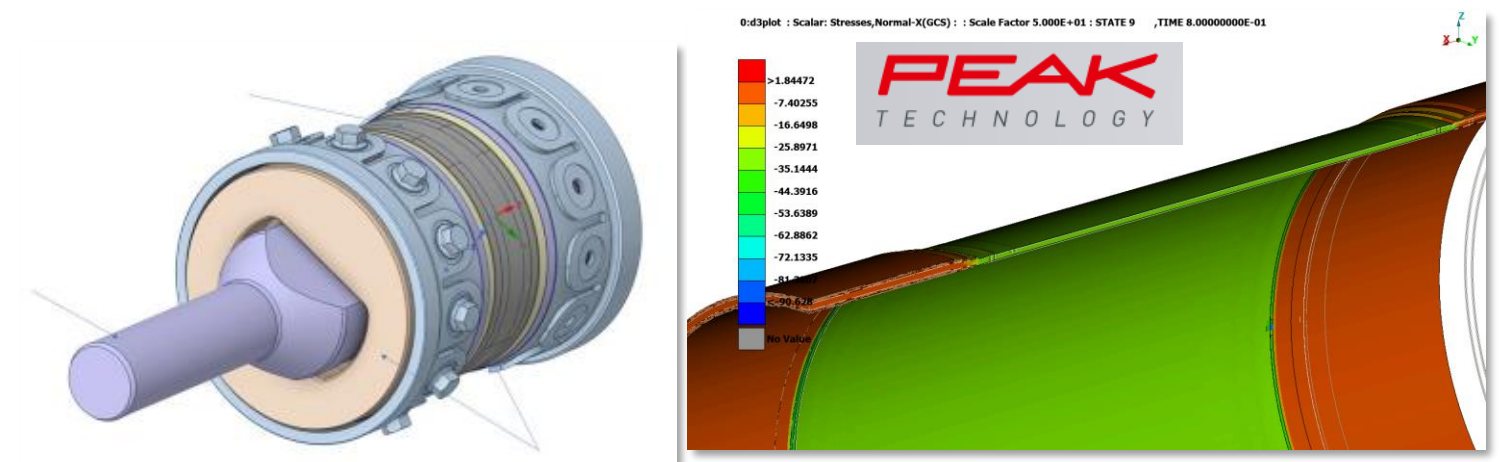 0:d3plot : Scalar: Stresses,Normal-X(GCS) : : Scale Factor 5.000E+01 : STATE 9 ,TIME 8.00000000E-01
Z
X
Y
PEAK
TECHNOLOGY
>1.84472
-7.40255
-16.6498
-25.8971
-35.1444
-44.3916
-53.6389
-62.8862
-72.1335
<-90.628
No Value